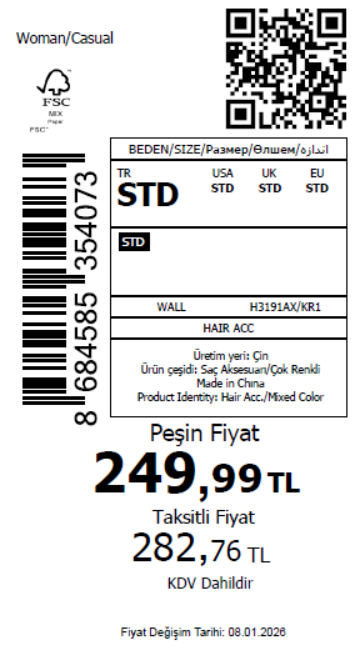 Woman/Casual
FSC
MIX
Paper
FSC™
BEDEN/SIZE/Размер/Өлшем/اندازه
TR USA UK EU
STD STD STD STD
STD
WALL H3191AX/KR1
HAIR ACC
Üretim yeri: Çin
Ürün çeşidi: Saç Aksesuarı/Çok Renkli
Made in China
Product Identity: Hair Acc./Mixed Color
8 684585 354073
Peşin Fiyat
249,99 TL
Taksitli Fiyat
282,76 TL
KDV Dahildir
Fiyat Değişim Tarihi: 08.01.2026